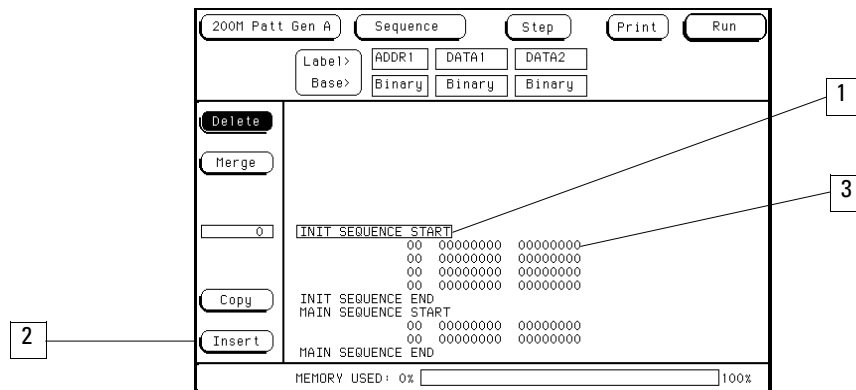 200M Patt Gen A Sequence Step Print Run
Label> ADDR1 DATA1 DATA2
Base> Binary Binary Binary
1
Delete
Merge
3
0 INIT SEQUENCE START
00 00000000 00000000
00 00000000 00000000
00 00000000 00000000
00 00000000 00000000
Copy INIT SEQUENCE END
MAIN SEQUENCE START
00 00000000 00000000
2 Insert 00 00000000 00000000
MAIN SEQUENCE END
MEMORY USED: 0% 100%